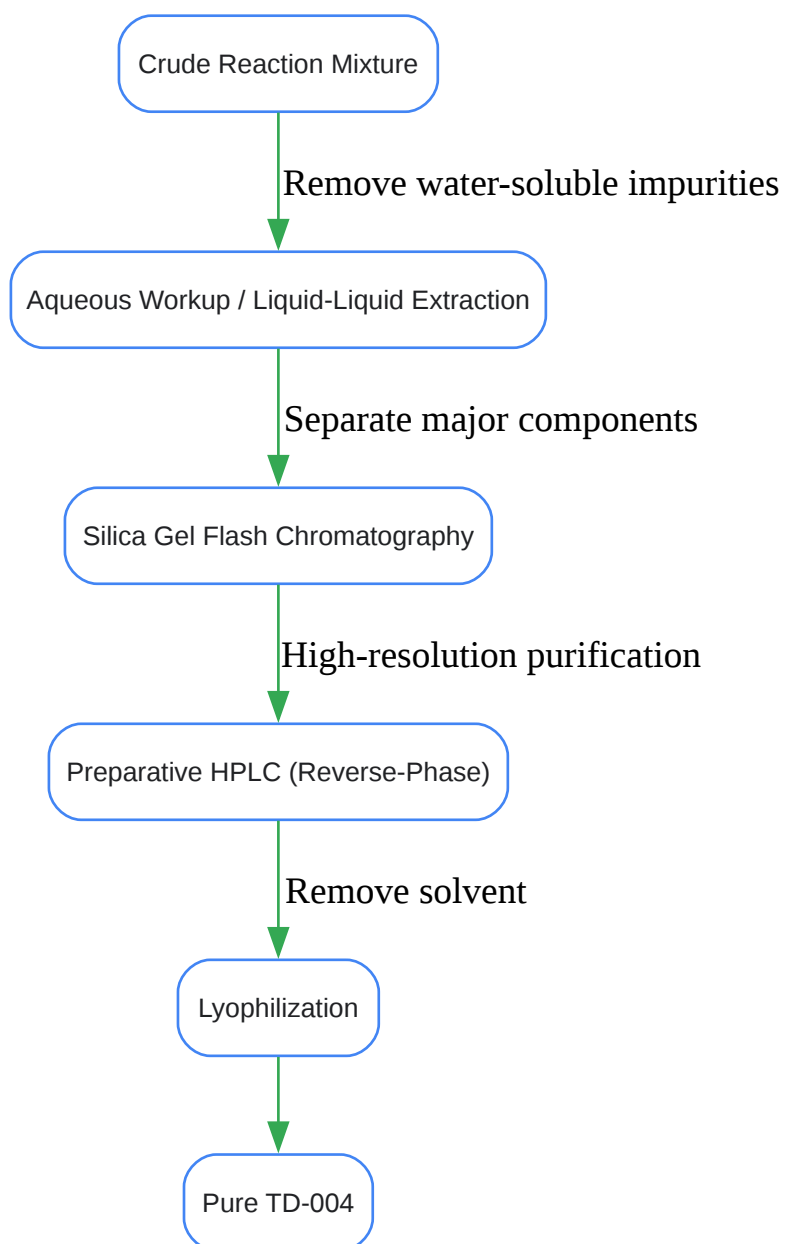 Crude Reaction Mixture
Remove water-soluble impurities
Aqueous Workup / Liquid-Liquid Extraction
Separate major components
Silica Gel Flash Chromatography
High-resolution purification
Preparative HPLC (Reverse-Phase)
Remove solvent
Lyophilization
Pure TD-004